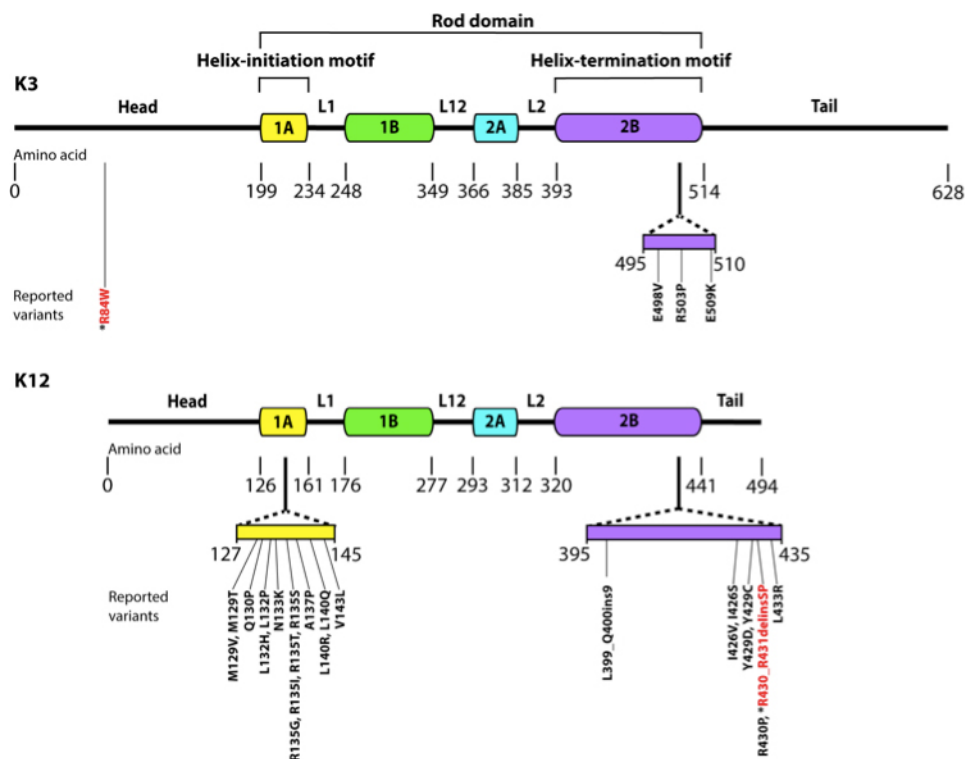 Rod domain
Helix-initiation motif Helix-termination motif
K3
Head L1 L12 L2 Tail
1A 1B 2A 2B
Amino acid
0 199 234 248 349 366 385 393 514 628
495 510
Reported variants
*R84W
E498V
R503P
E509K
K12
Head L1 L12 L2 Tail
1A 1B 2A 2B
Amino acid
0 126 161 176 277 293 312 320 441 494
127 145 395 435
Reported variants
M129V, M129T
Q130P
L132H, L132P
N133K
R135G, R135I, R135T, R135S
A137P
L140R, L140Q
V143L
L399_Q400ins9
I426V, I426S
Y429D, Y429C
R430P, *R430_R431delinsSP
L433R